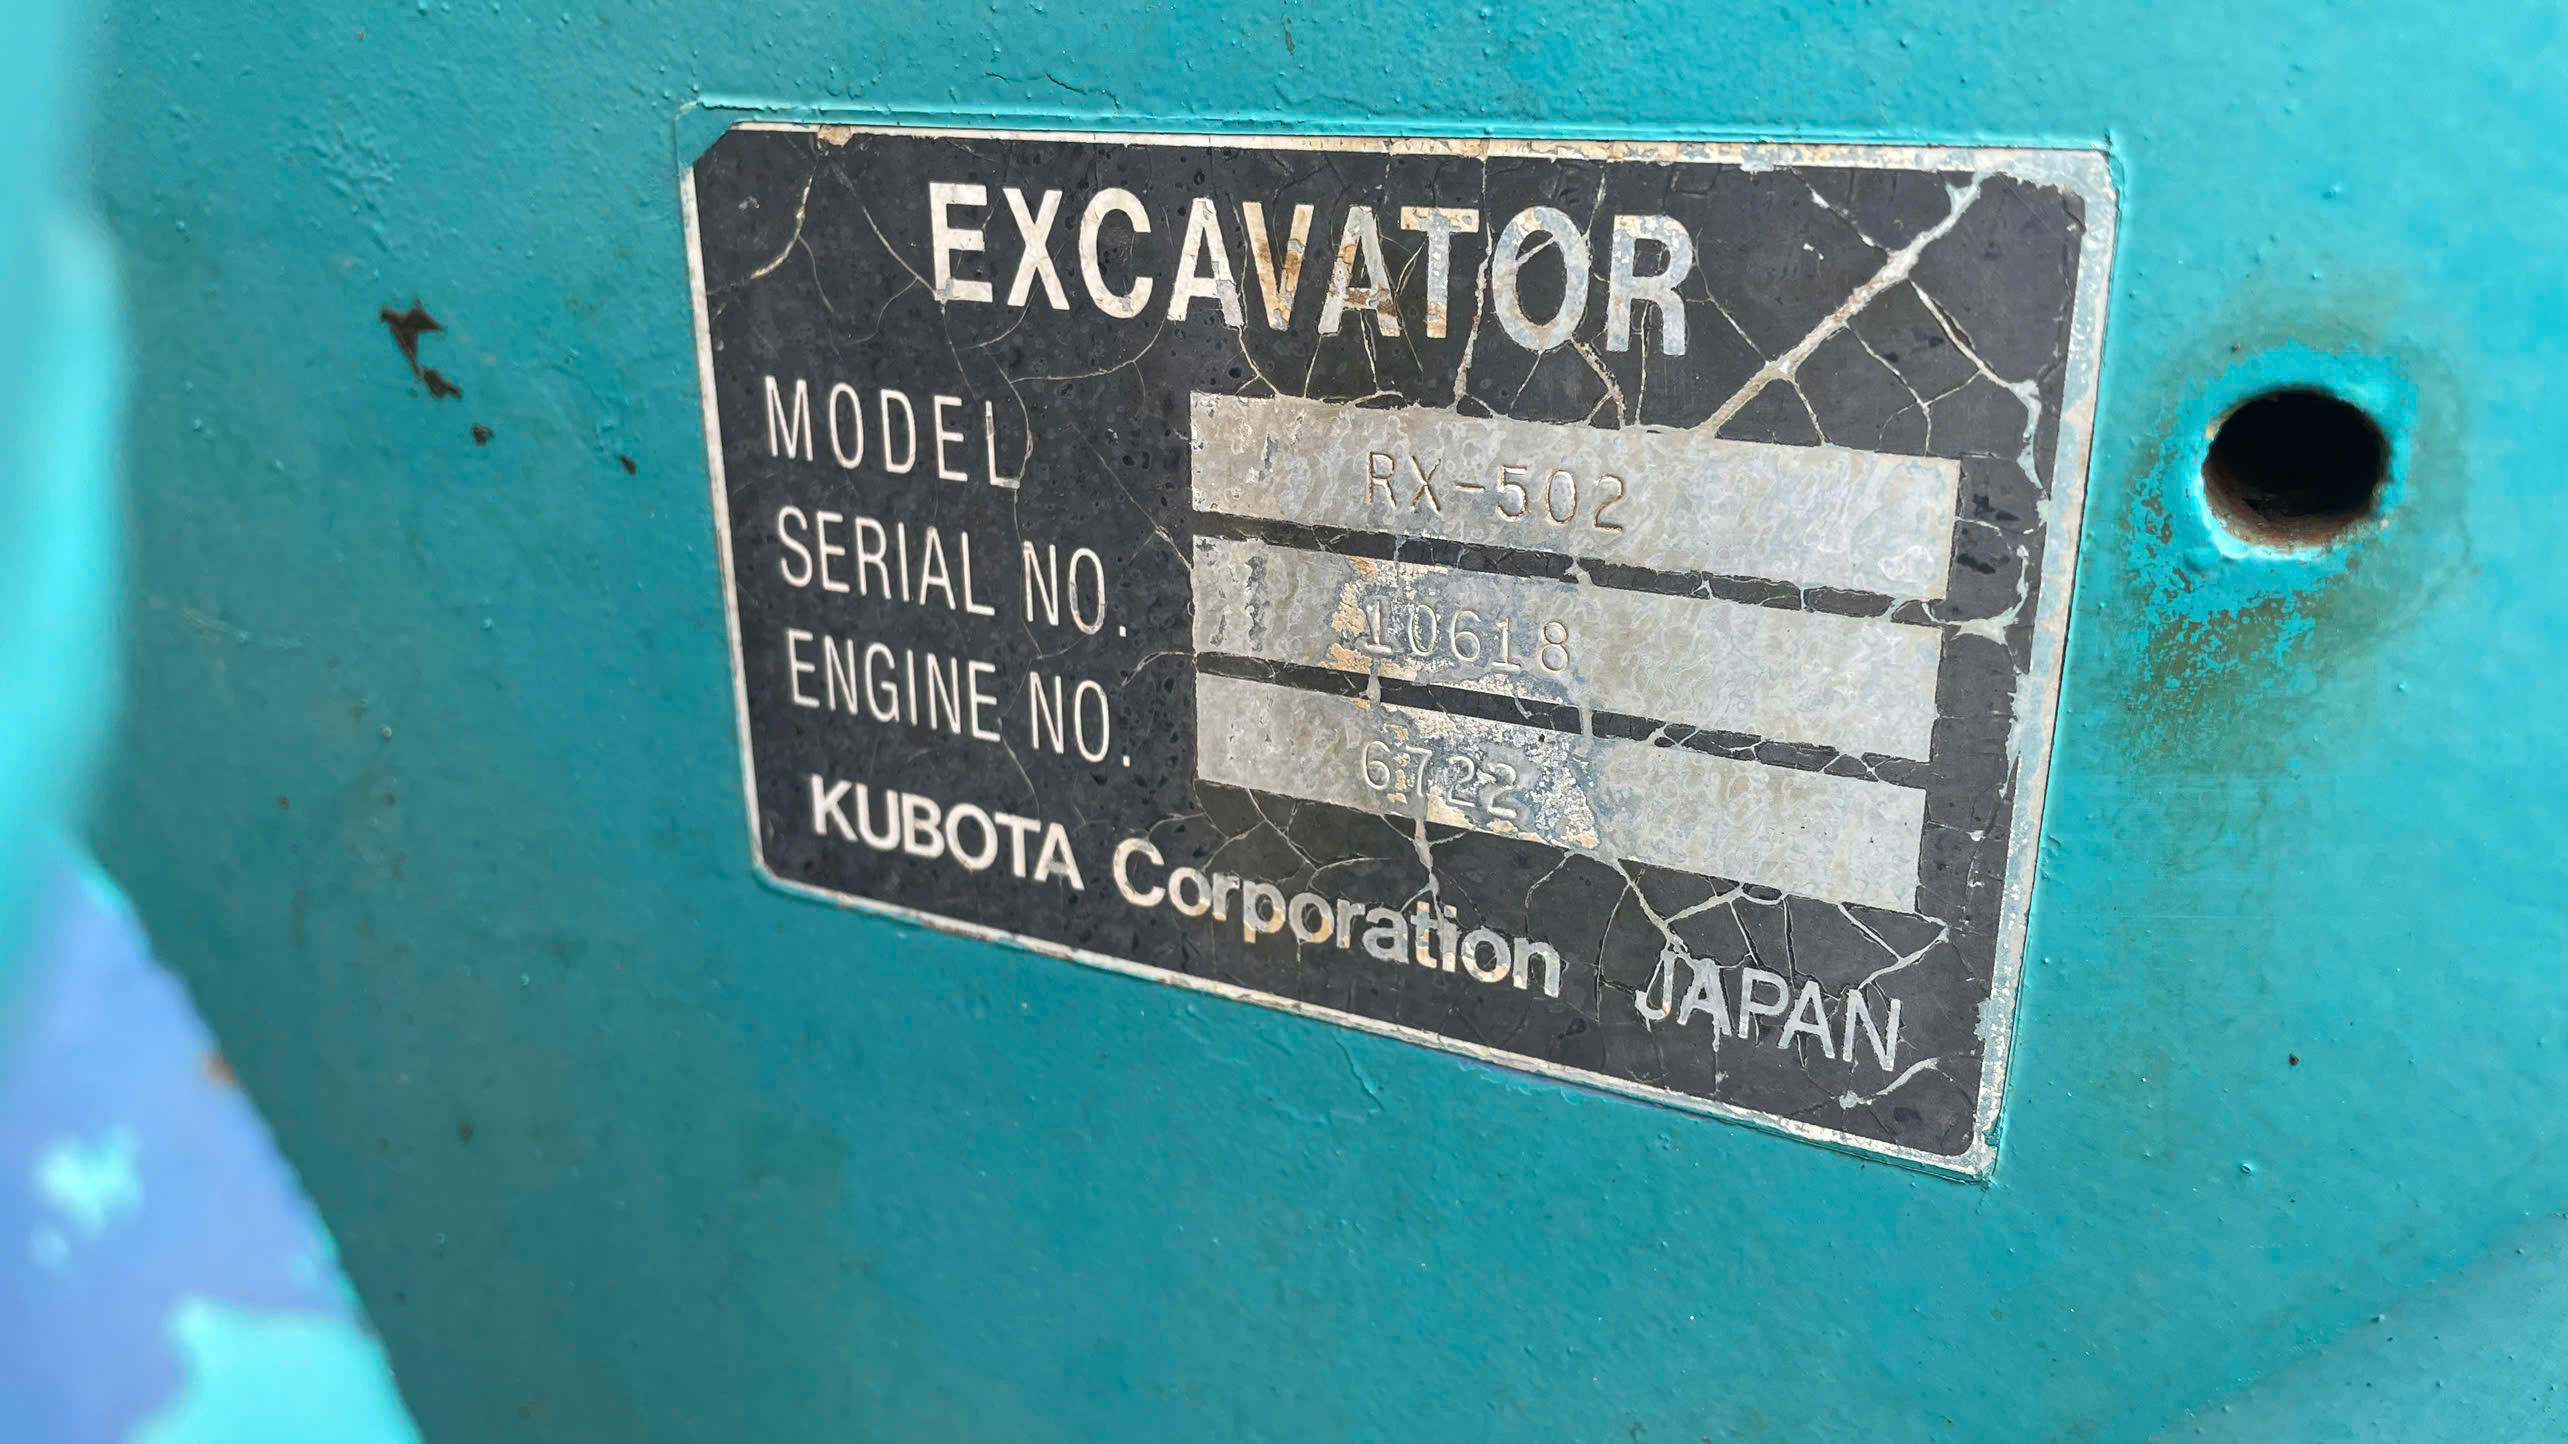 EXCAVATOR
MODEL RX-502
SERIAL NO. 10618
ENGINE NO. 6722
KUBOTA Corporation JAPAN